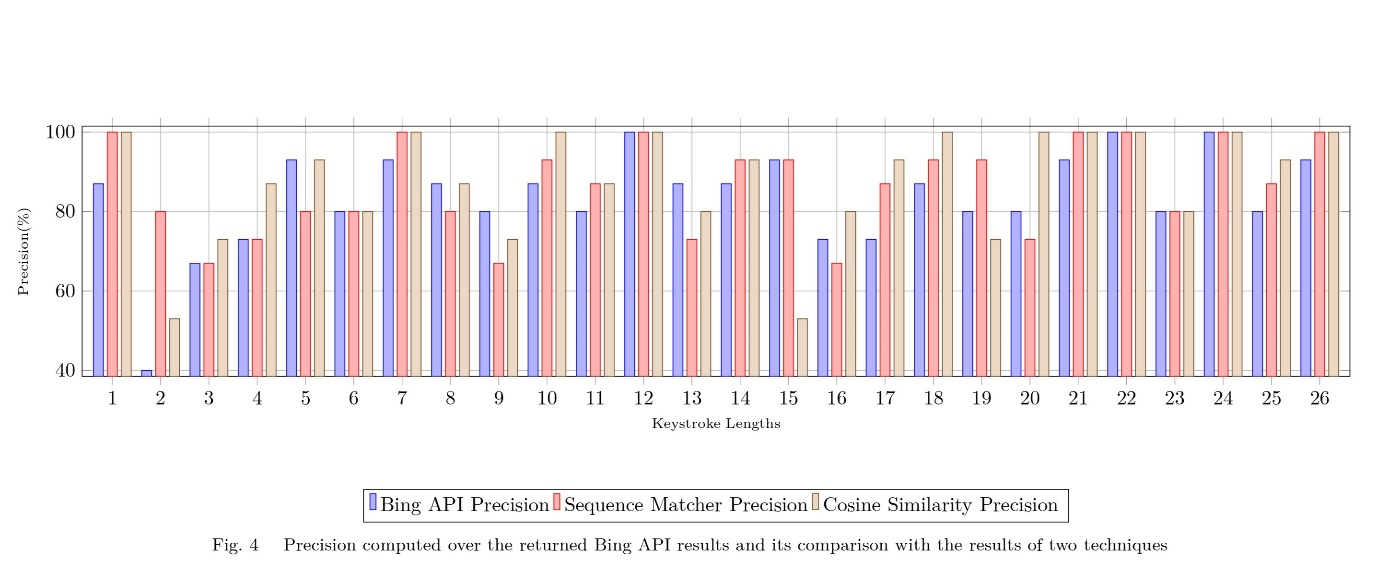 100
80
60
40
Precision(%)
1 2 3 4 5 6 7 8 9 10 11 12 13 14 15 16 17 18 19 20 21 22 23 24 25 26
Keystroke Lengths
Bing API Precision Sequence Matcher Precision Cosine Similarity Precision
Fig. 4 Precision computed over the returned Bing API results and its comparison with the results of two techniques